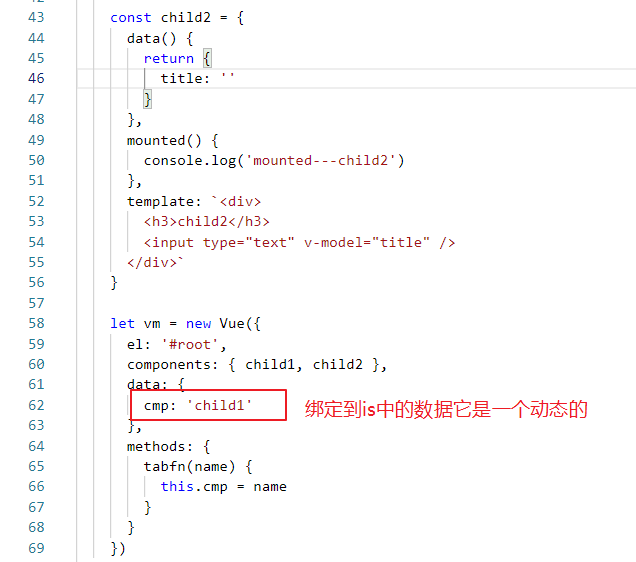 43 const child2 = {
44 data() {
45 return {
46 title: ''
47 }
48 },
49 mounted() {
50 console.log('mounted---child2')
51 },
52 template: `<div>
53 <h3>child2</h3>
54 <input type="text" v-model="title" />
55 </div>`
56 }
57
58 let vm = new Vue({
59 el: '#root',
60 components: { child1, child2 },
61 data: {
62 cmp: 'child1' 绑定到is中的数据它是一个动态的
63 },
64 methods: {
65 tabfn(name) {
66 this.cmp = name
67 }
68 }
69 })